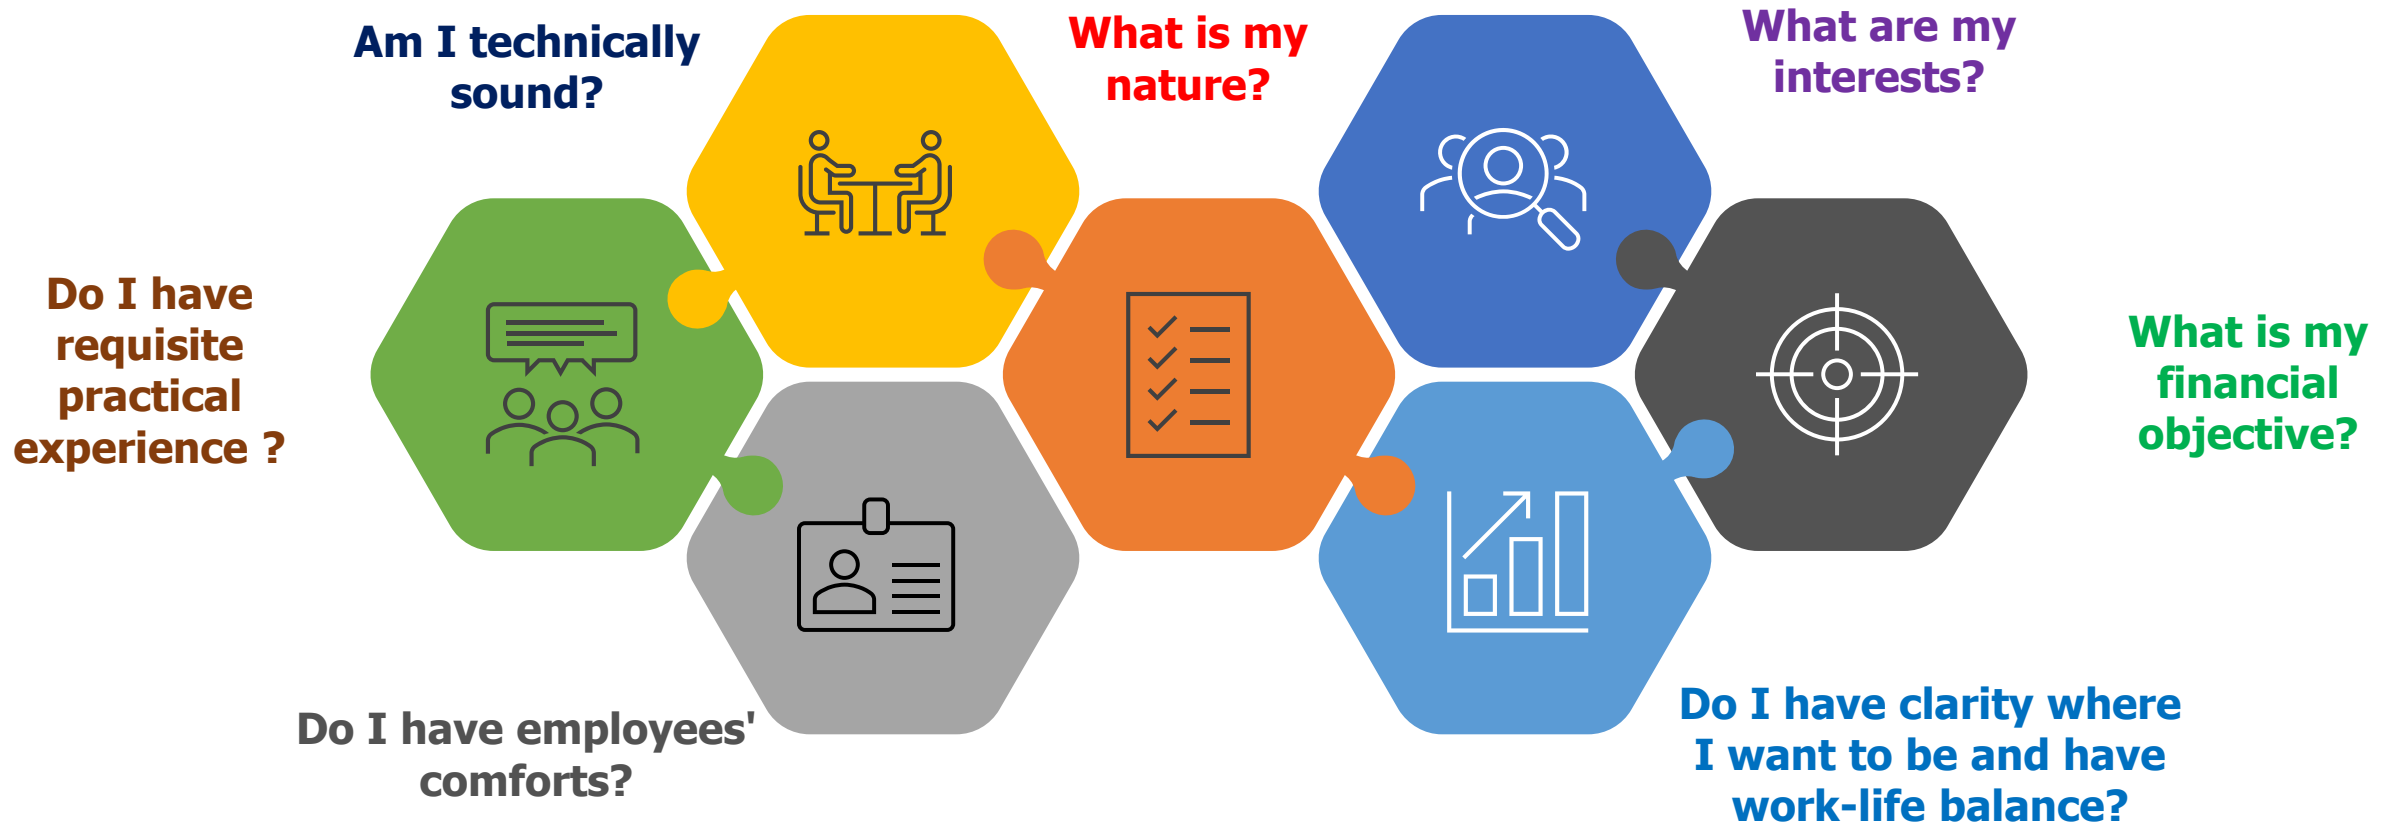 Am I technically
sound?
What is my
nature?
What are my
interests?
Do I have
requisite
practical
experience ?
What is my
financial
objective?
Do I have employees'
comforts?
Do I have clarity where
I want to be and have
work-life balance?